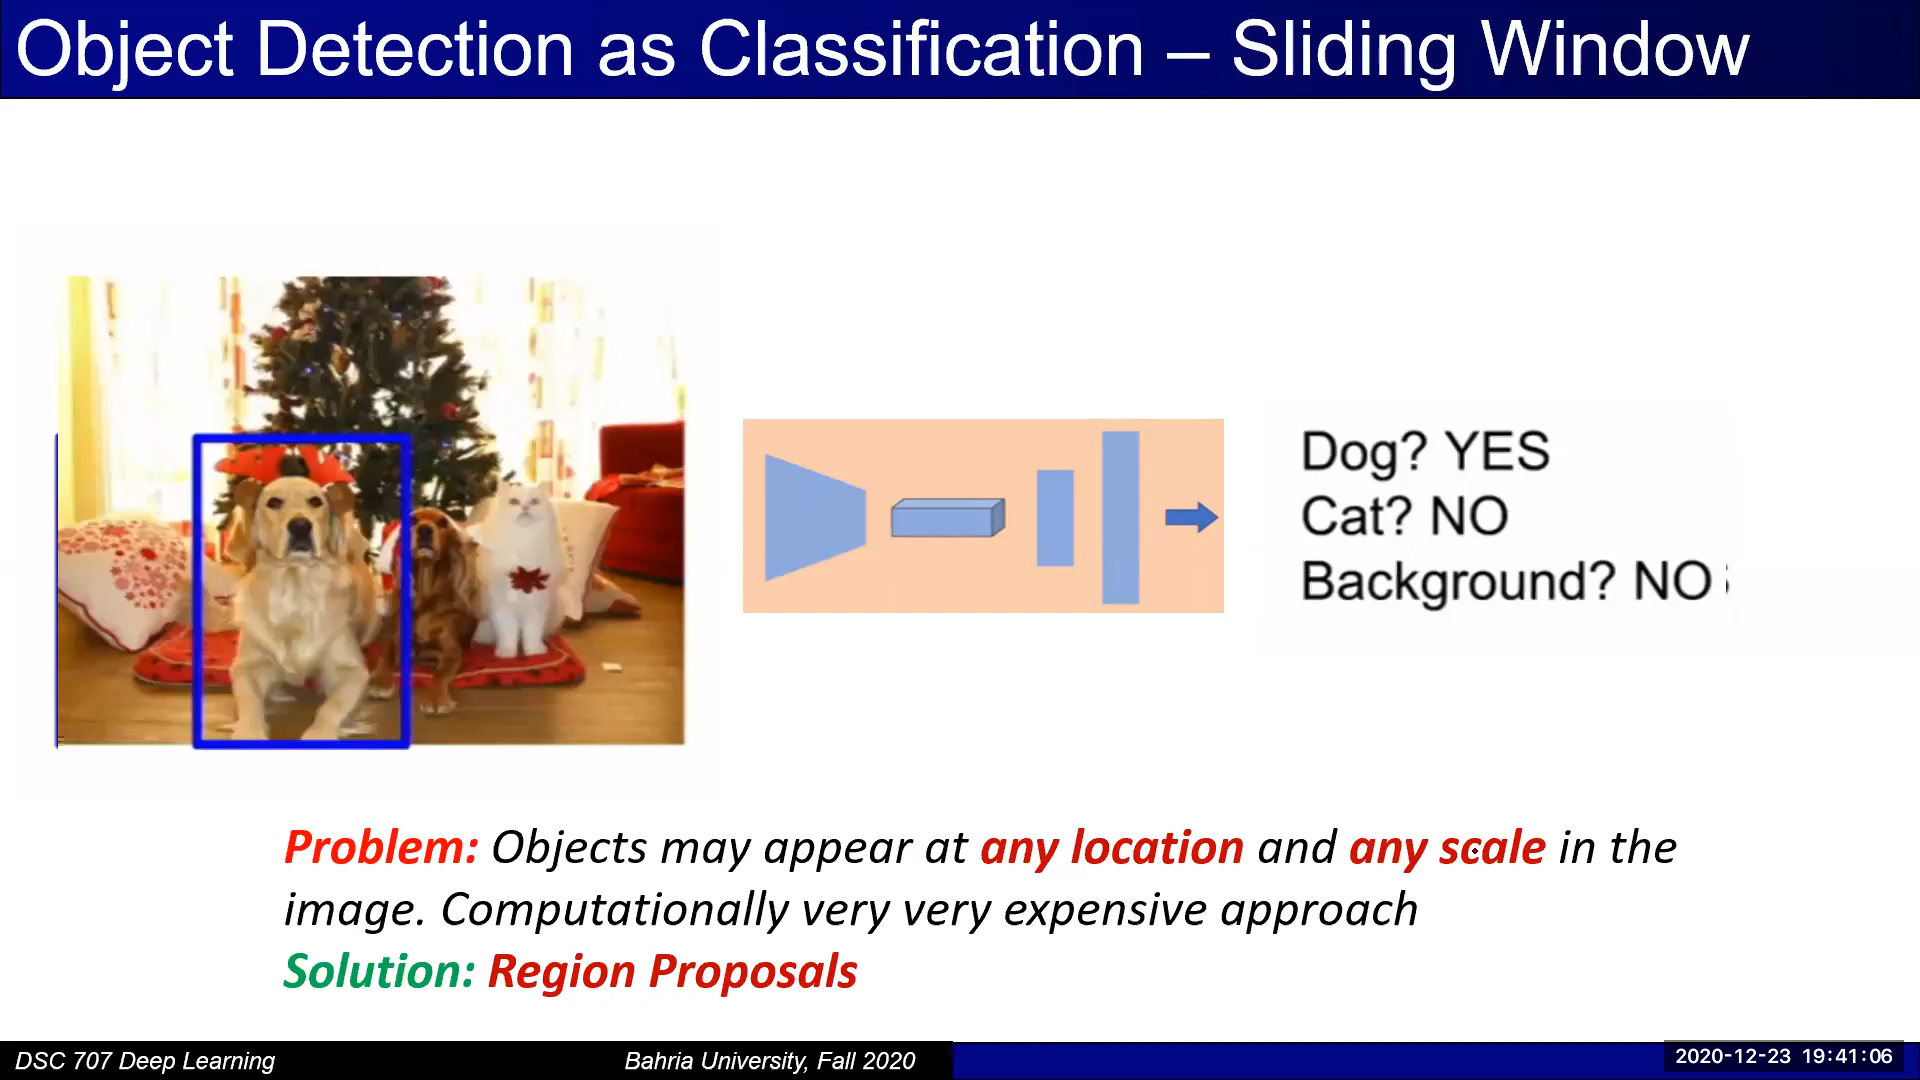 Object Detection as Classification – Sliding Window
Dog? YES
Cat? NO
Background? NO
Problem: Objects may appear at any location and any scale in the
image. Computationally very very expensive approach
Solution: Region Proposals
DSC 707 Deep Learning
Bahria University, Fall 2020
2020-12-23 19:41:06